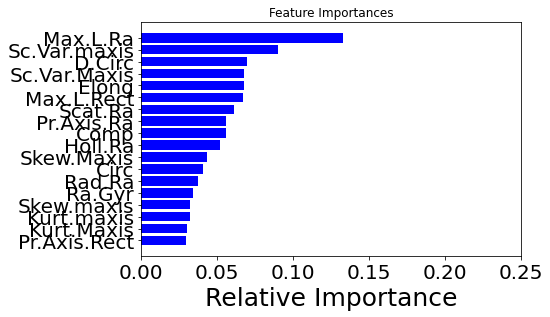 Feature Importances
Max.L.Ra
Sc.Var.maxis
D.Circ
Sc.Var.Maxis
Elong
Max.L.Rect
Scat.Ra
Pr.Axis.Ra
Comp
Holl.Ra
Skew.Maxis
Circ
Rad.Ra
Ra.Gyr
Skew.maxis
Kurt.maxis
Kurt.Maxis
Pr.Axis.Rect
0.00 0.05 0.10 0.15 0.20 0.25
Relative Importance